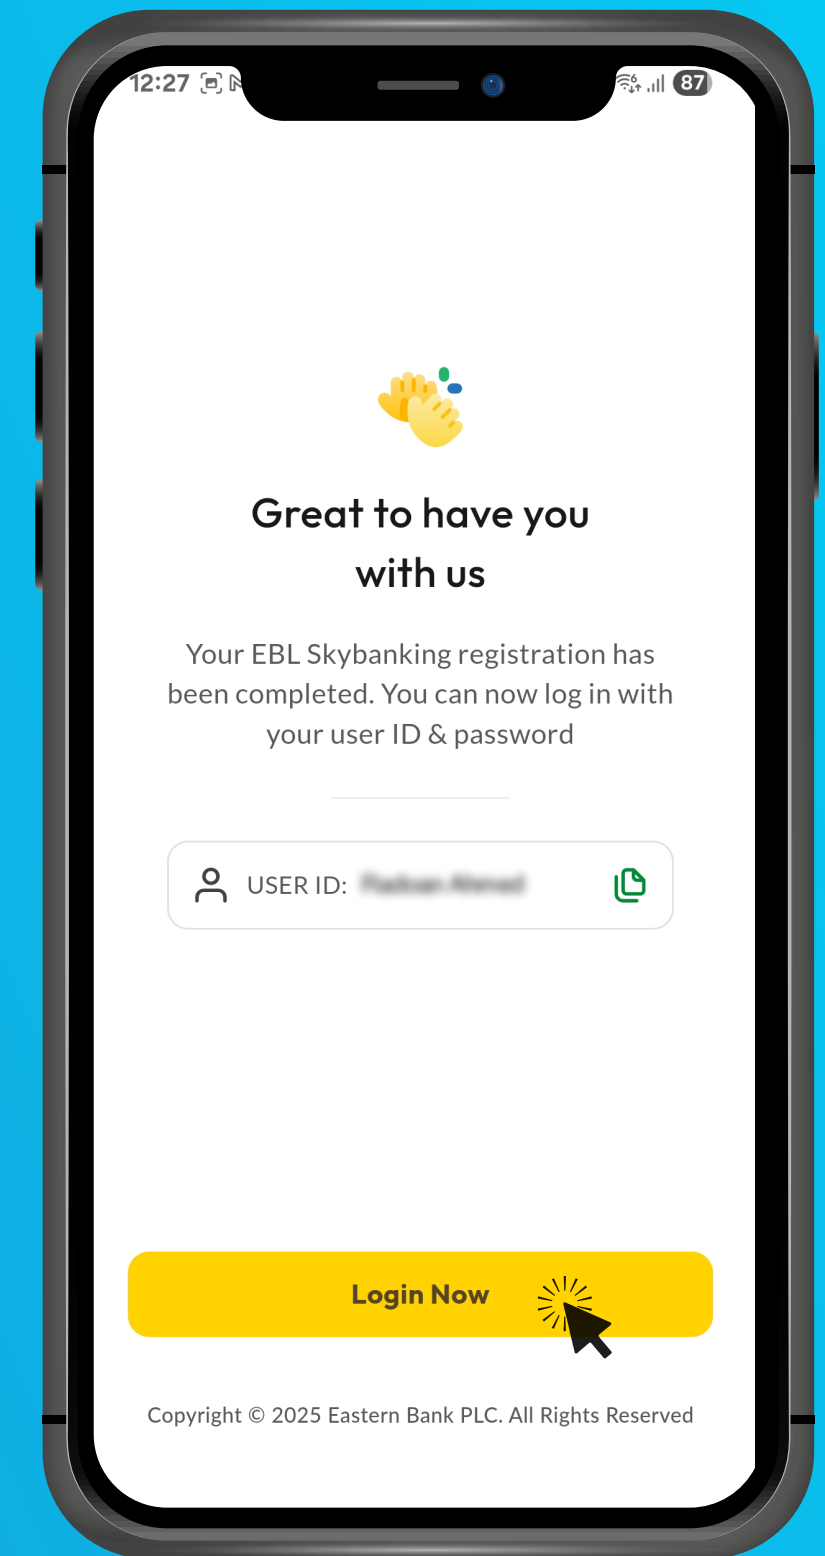 12:27
87
Great to have you
with us
Your EBL Skybanking registration has
been completed. You can now log in with
your user ID & password
USER ID:
Login Now
Copyright © 2025 Eastern Bank PLC. All Rights Reserved